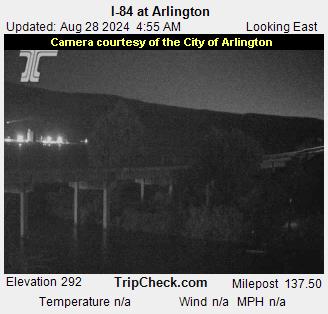 I-84 at Arlington
Updated: Aug 28 2024 4:55 AM Looking East
Camera courtesy of the City of Arlington
Elevation 292 TripCheck.com Milepost 137.50
Temperature n/a Wind n/a MPH n/a